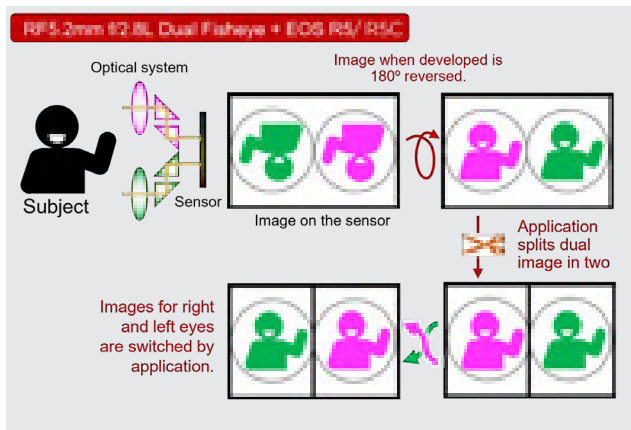 RF5.2mm f/2.8L Dual Fisheye + EOS R5/ R5C
Optical system
Image when developed is
180º reversed.
Subject
Sensor
Image on the sensor
Application
splits dual
image in two
Images for right
and left eyes
are switched by
application.